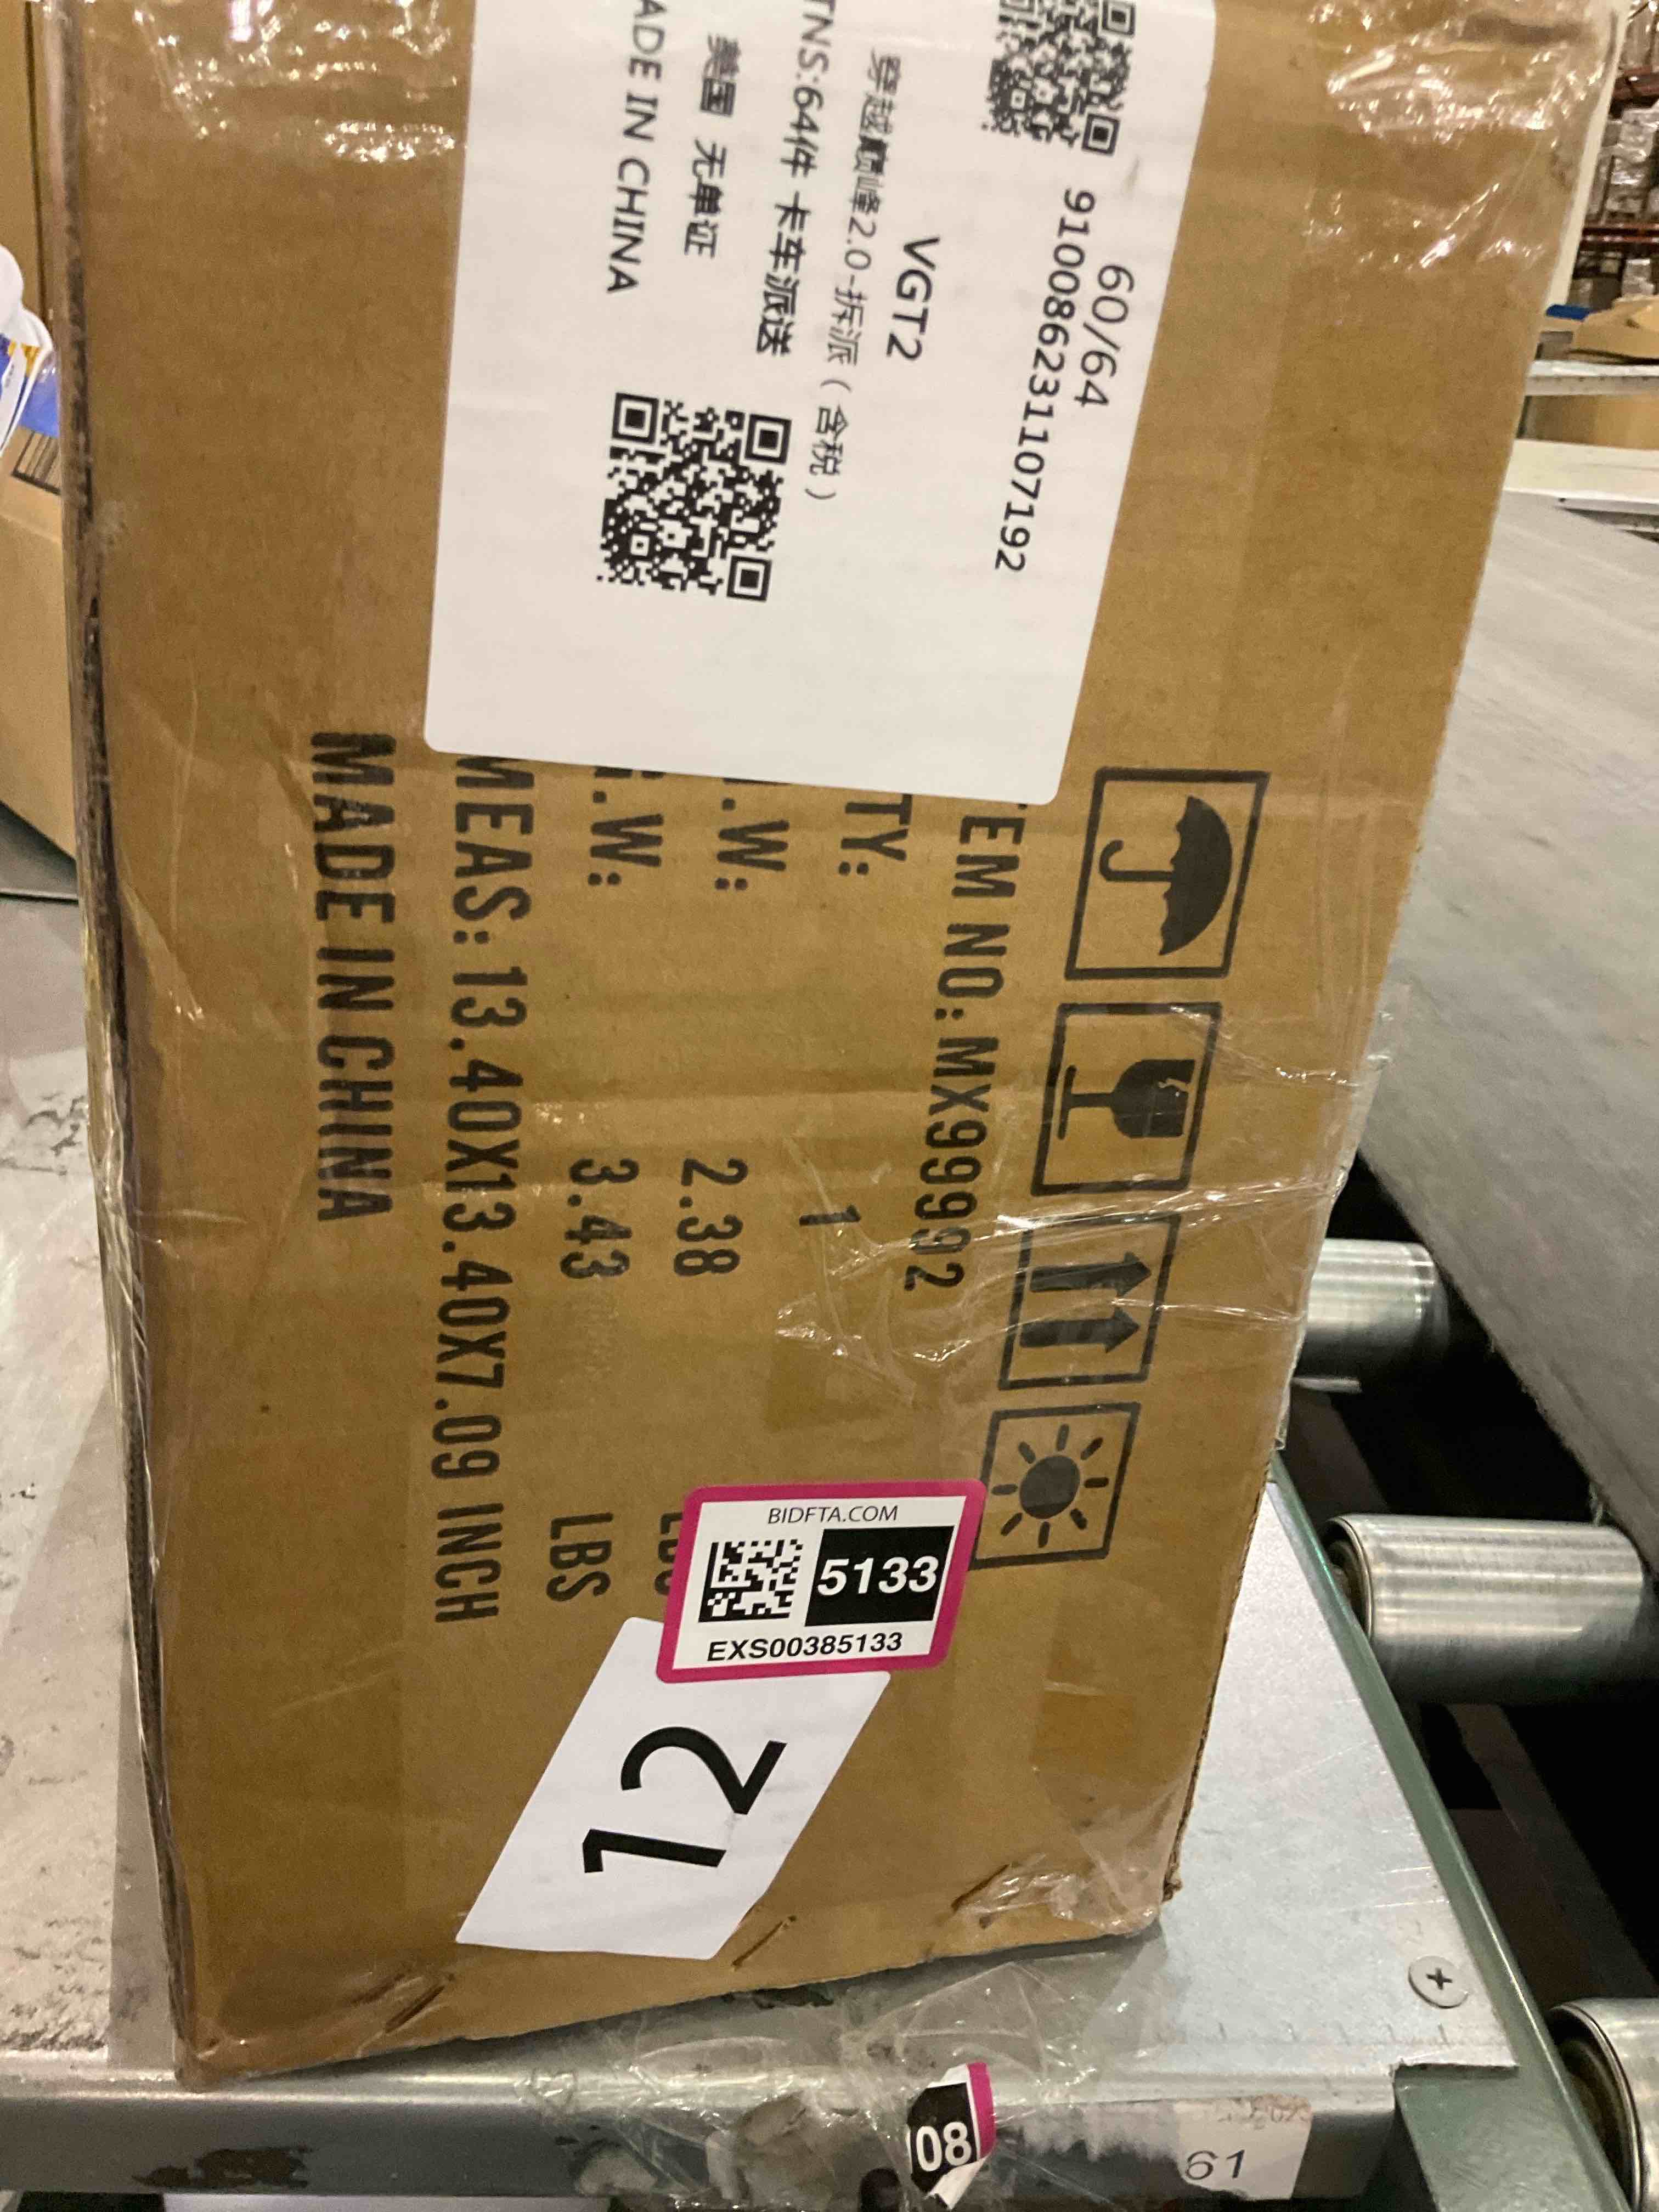 60/64
910086231107192
VGT2
穿越巅峰2.0-拆派（含税）
TNS:64件 卡车派送
美国 无单证
ADE IN CHINA
EM NO: MX99992
TY: 1
.W: 2.38
.W: 3.43 LBS
MEAS: 13.40X13.40X7.09 INCH
MADE IN CHINA
BIDFTA.COM
5133
EXS00385133
12
08
61